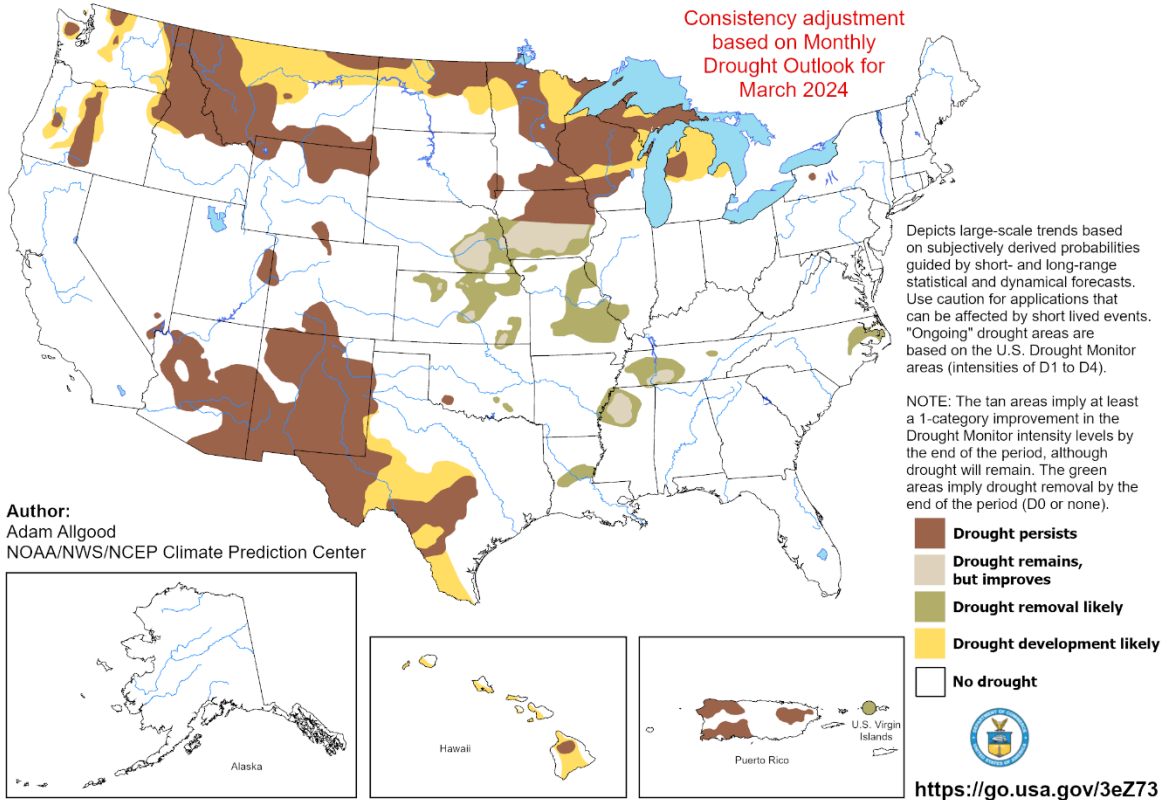 Consistency adjustment
based on Monthly
Drought Outlook for
March 2024
Depicts large-scale trends based
on subjectively derived probabilities
guided by short- and long-range
statistical and dynamical forecasts.
Use caution for applications that
can be affected by short lived events.
"Ongoing" drought areas are
based on the U.S. Drought Monitor
areas (intensities of D1 to D4).
NOTE: The tan areas imply at least
a 1-category improvement in the
Drought Monitor intensity levels by
the end of the period, although
drought will remain. The green
areas imply drought removal by the
end of the period (D0 or none).
Author:
Adam Allgood
NOAA/NWS/NCEP Climate Prediction Center
Drought persists
Drought remains,
but improves
Drought removal likely
Drought development likely
No drought
Alaska
Hawaii
Puerto Rico
U.S. Virgin
Islands
https://go.usa.gov/3eZ73